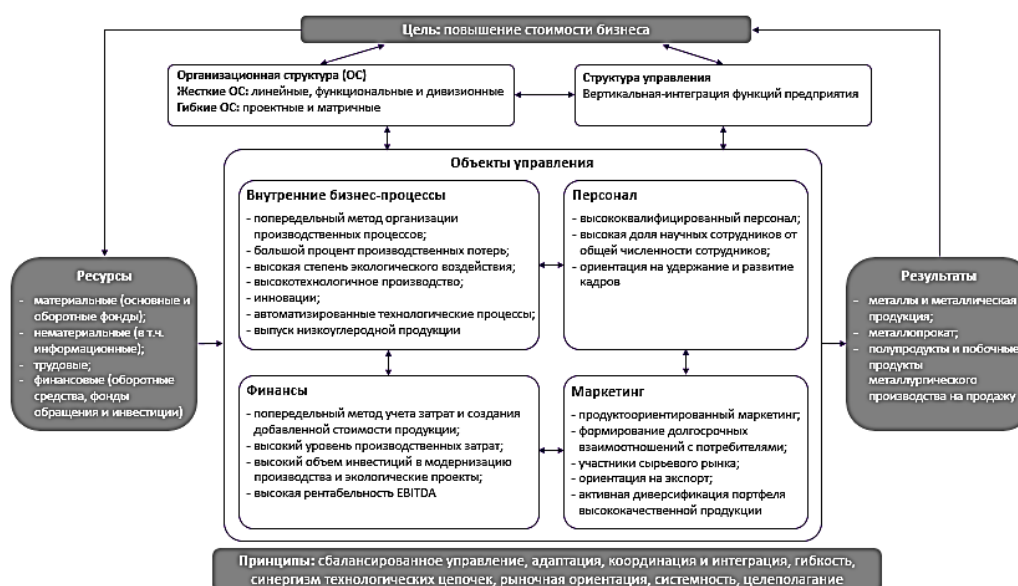 Цель: повышение стоимости бизнеса
Организационная структура (ОС)
Жесткие ОС: линейные, функциональные и дивизионные
Гибкие ОС: проектные и матричные
Структура управления
Вертикальная-интеграция функций предприятия
Объекты управления
Внутренние бизнес-процессы
- попередельный метод организации
производственных процессов;
- большой процент производственных потерь;
- высокая степень экологического воздействия;
- высокотехнологичное производство;
- инновации;
- автоматизированные технологические процессы;
- выпуск низкоуглеродной продукции
Персонал
- высококвалифицированный персонал;
- высокая доля научных сотрудников от
общей численности сотрудников;
- ориентация на удержание и развитие
кадров
Ресурсы
- материальные (основные и
оборотные фонды);
- нематериальные (в т.ч.
информационные);
- трудовые;
- финансовые (оборотные
средства, фонды
обращения и инвестиции)
Результаты
- металлы и металлическая
продукция;
- металлопрокат;
- полупродукты и побочные
продукты
металлургического
производства на продажу
Финансы
- попередельный метод учета затрат и создания
добавленной стоимости продукции;
- высокий уровень производственных затрат;
- высокий объем инвестиций в модернизацию
производства и экологические проекты;
- высокая рентабельность EBITDA
Маркетинг
- продуктоориентированный маркетинг;
- формирование долгосрочных
взаимоотношений с потребителями;
- участники сырьевого рынка;
- ориентация на экспорт;
- активная диверсификация портфеля
высококачественной продукции
Принципы: сбалансированное управление, адаптация, координация и интеграция, гибкость,
синергизм технологических цепочек, рыночная ориентация, системность, целеполагание